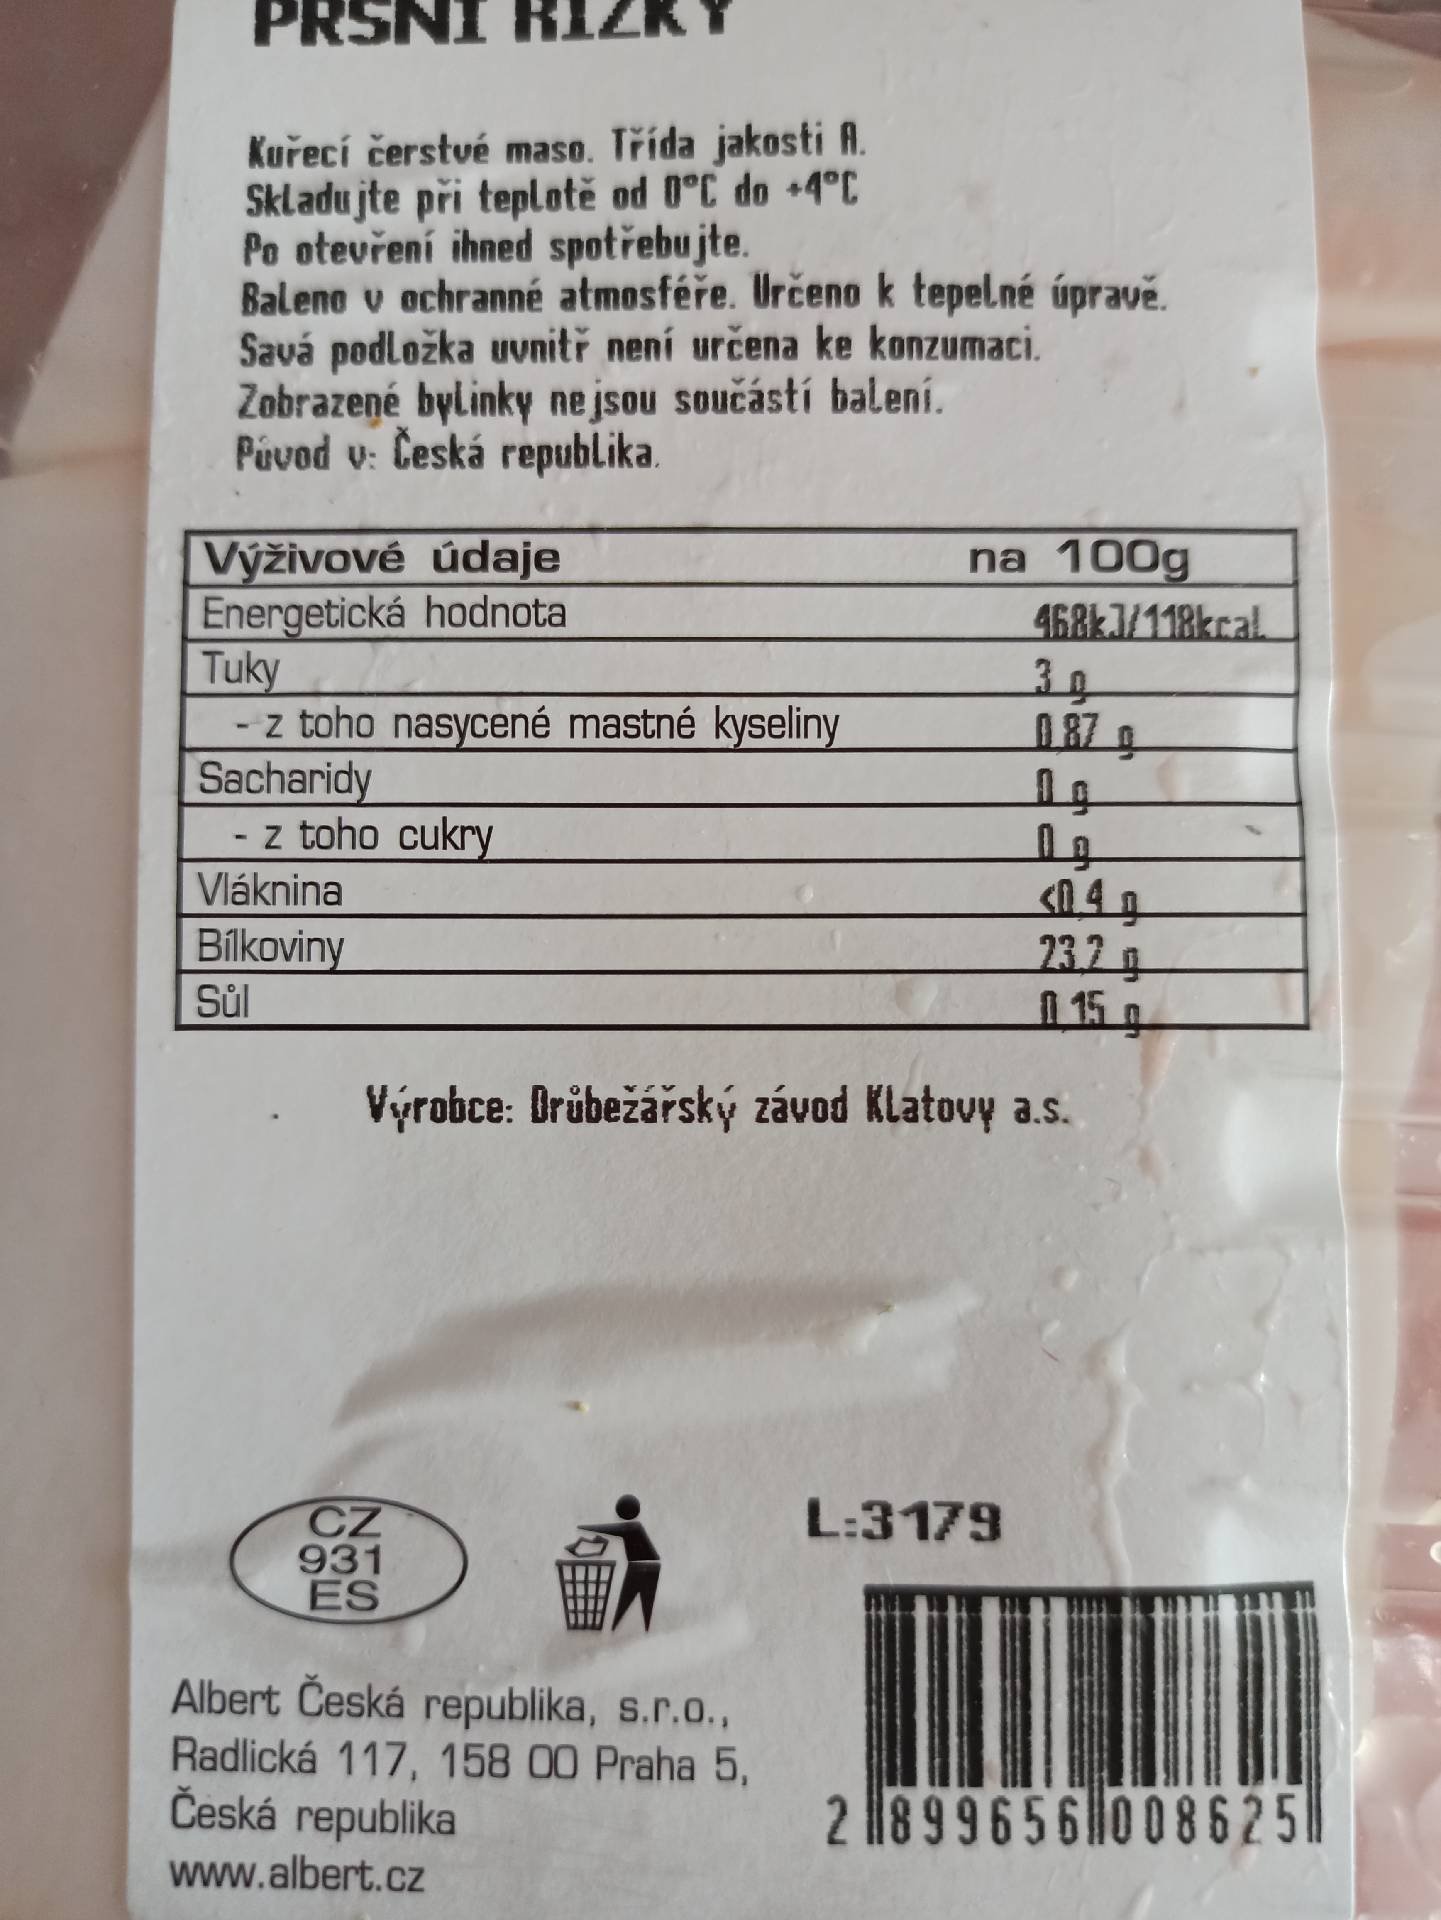 PRSNÍ ŘÍZKY
Kuřecí čerstvé maso. Třída jakosti A.
Skladujte při teplotě od 0°C do +4°C
Po otevření ihned spotřebujte.
Baleno v ochranné atmosféře. Určeno k tepelné úpravě.
Savá podložka uvnitř není určena ke konzumaci.
Zobrazené bylinky nejsou součástí balení.
Původ v: Česká republika.
Výživové údaje na 100g
Energetická hodnota 468kJ/118kcal
Tuky 3 g
- z toho nasycené mastné kyseliny 0.87 g
Sacharidy 0 g
- z toho cukry 0 g
Vláknina <0.4 g
Bílkoviny 23.2 g
Sůl 0.15 g
Výrobce: Drůbežářský závod Klatovy a.s.
CZ
931
ES
L:3179
Albert Česká republika, s.r.o.,
Radlická 117, 158 00 Praha 5,
Česká republika
www.albert.cz
2 899656 008625